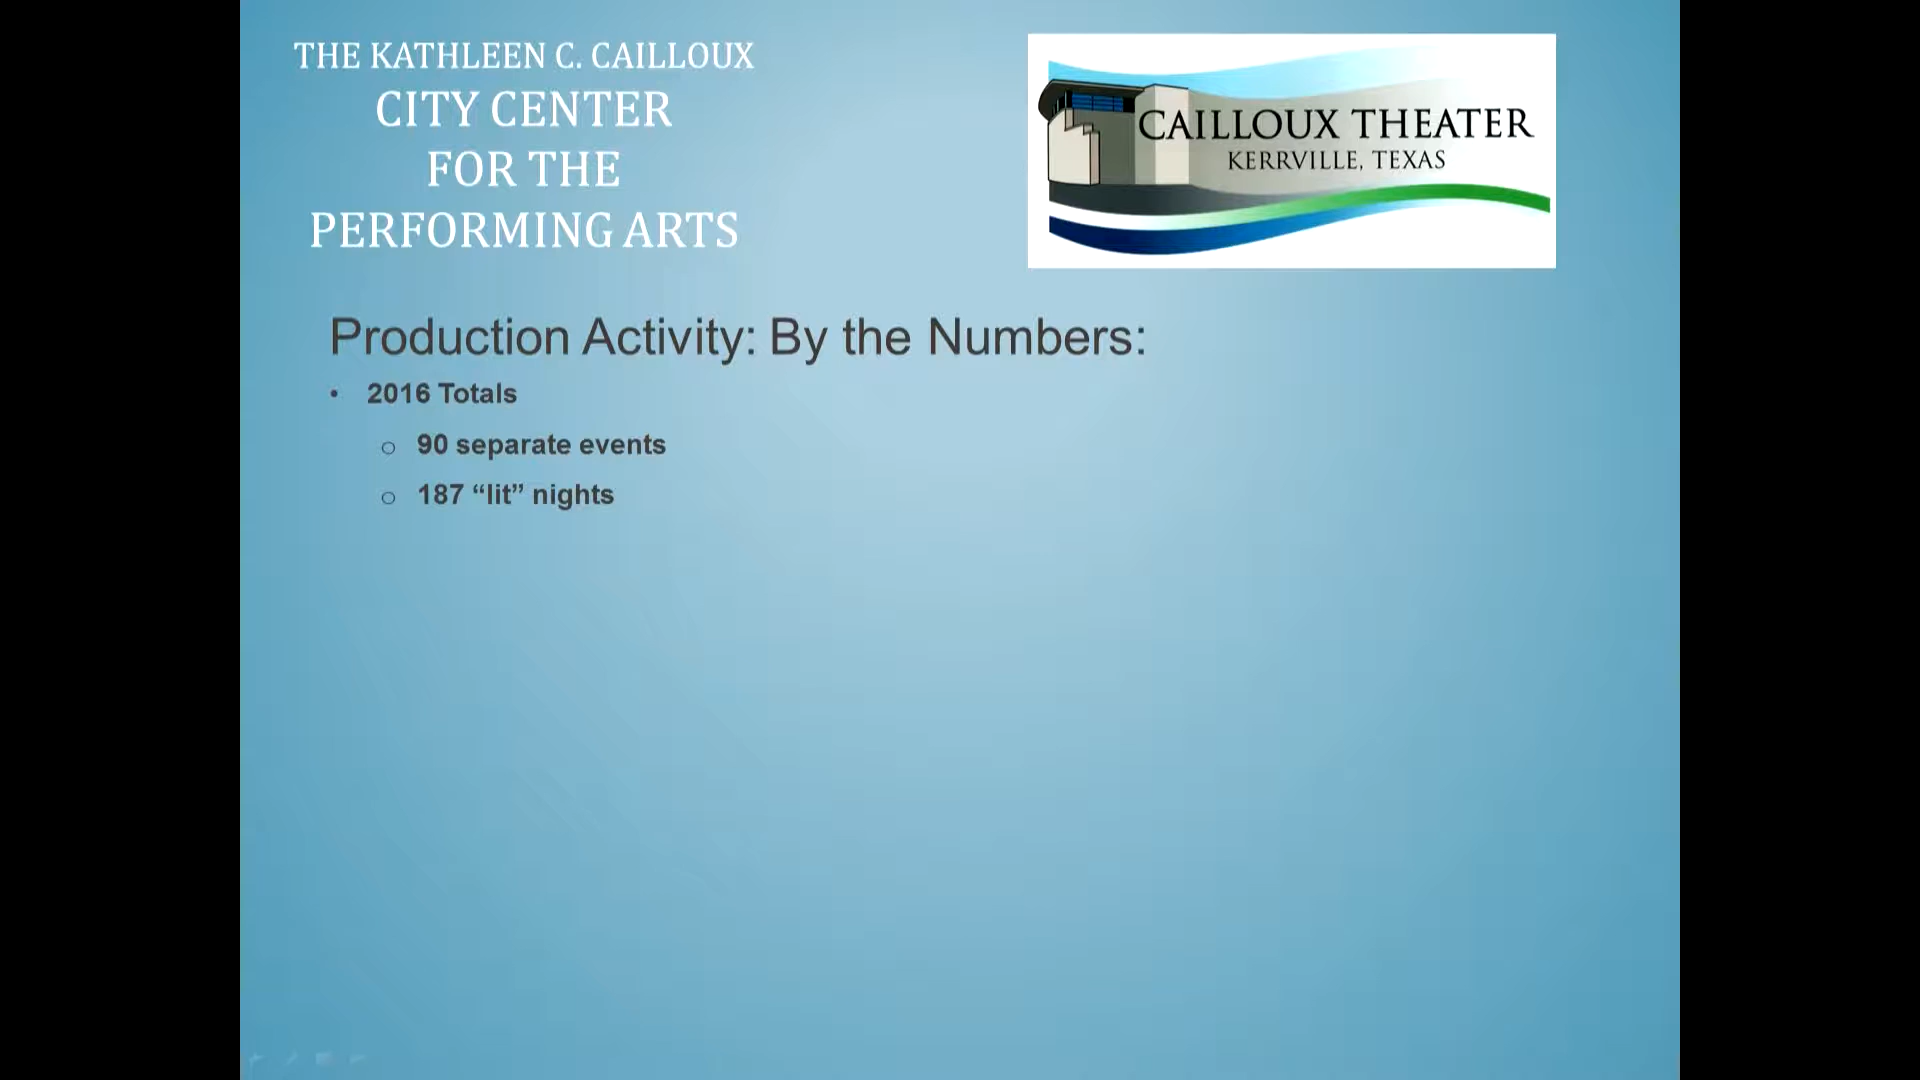 THE KATHLEEN C. CAILLOUX
CITY CENTER
FOR THE
PERFORMING ARTS
CAILLOUX THEATER
KERRVILLE, TEXAS
Production Activity: By the Numbers:
• 2016 Totals
o 90 separate events
o 187 “lit” nights